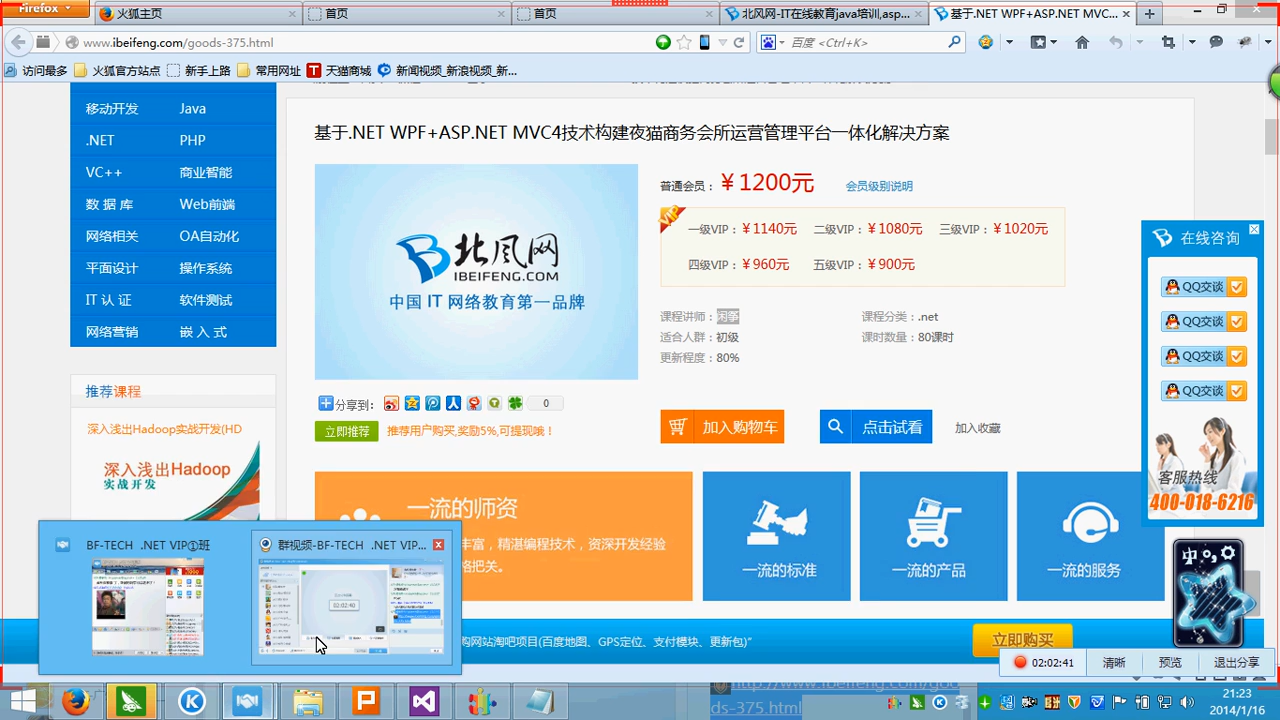 Firefox
火狐主页
首页
首页
北风网-IT在线教育java培训,asp...
基于.NET WPF+ASP.NET MVC...
www.ibeifeng.com/goods-375.html
百度 <Ctrl+K>
访问最多
火狐官方站点
新手上路
常用网址
天猫商城
新闻视频_新浪视频_新...
移动开发 Java
.NET PHP
VC++ 商业智能
数 据 库 Web前端
网络相关 OA自动化
平面设计 操作系统
IT 认 证 软件测试
网络营销 嵌 入 式
推荐课程
深入浅出Hadoop实战开发(HD
深入浅出Hadoop
实战开发
基于.NET WPF+ASP.NET MVC4技术构建夜猫商务会所运营管理平台一体化解决方案
北风网
IBEIFENG.COM
中国 IT 网络教育第一品牌
普通会员：￥1200元 会员级别说明
VIP
一级VIP：￥1140元 二级VIP：￥1080元 三级VIP：￥1020元
四级VIP：￥960元 五级VIP：￥900元
课程讲师： 课程分类：.net
适合人群：初级 课时数量：80课时
更新程度：80%
分享到： 0
立即推荐 推荐用户购买,奖励5%,可提现哦！
加入购物车 点击试看 加入收藏
一流的师资
丰富，精湛编程技术，资深开发经验
格把关。
一流的标准
一流的产品
一流的服务
购网站淘吧项目(百度地图、GPS定位、支付模块、更新包)"
立即购买
在线咨询
QQ交谈
QQ交谈
QQ交谈
QQ交谈
客服热线
400-018-6216
BF-TECH .NET VIP①班
群视频-BF-TECH .NET VIP...
02:02:40
02:02:41 清晰 预览 退出分享
http://www.ibeifeng.com/goo
ds-375.html
21:23
2014/1/16